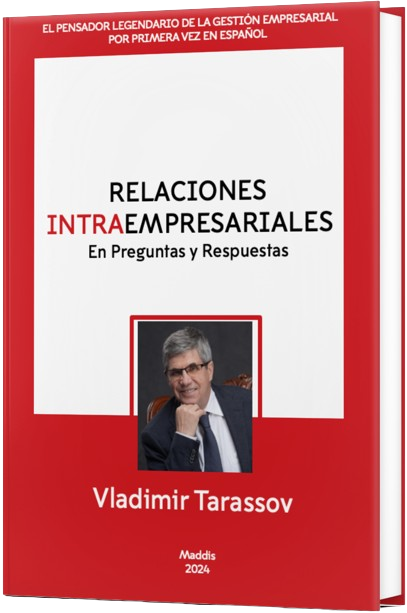 EL PENSADOR LEGENDARIO DE LA GESTIÓN EMPRESARIAL
POR PRIMERA VEZ EN ESPAÑOL
RELACIONES
INTRAEMPRESARIALES
En Preguntas y Respuestas
Vladimir Tarassov
Maddis
2024